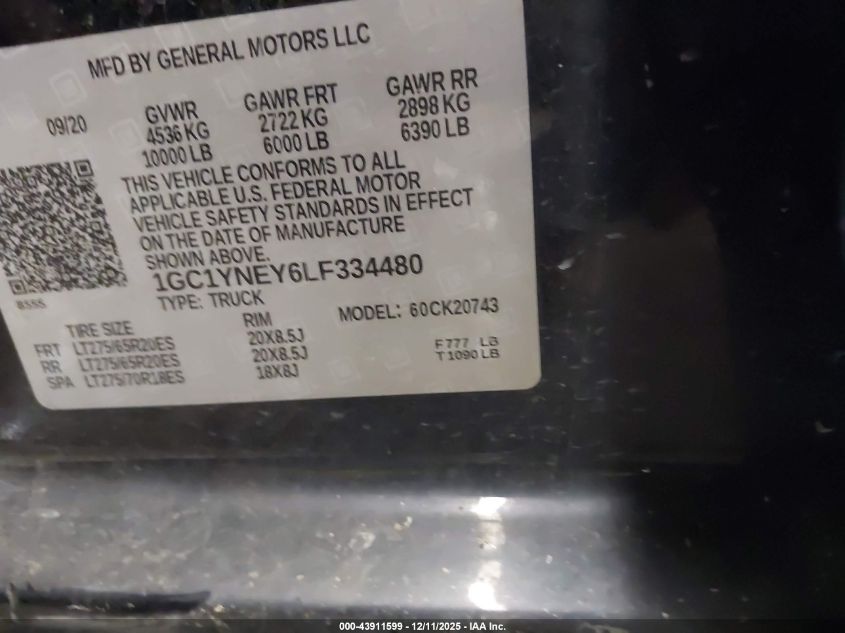 MFD BY GENERAL MOTORS LLC
09/20
GVWR
4536 KG
10000 LB
GAWR FRT
2722 KG
6000 LB
GAWR RR
2898 KG
6390 LB
THIS VEHICLE CONFORMS TO ALL
APPLICABLE U.S. FEDERAL MOTOR
VEHICLE SAFETY STANDARDS IN EFFECT
ON THE DATE OF MANUFACTURE
SHOWN ABOVE.
1GC1YNEY6LF334480
TYPE: TRUCK
MODEL: 60CK20743
TIRE SIZE RIM
FRT LT275/65R20ES 20X8.5J
RR LT275/65R20ES 20X8.5J
SPA LT275/70R18ES 18X8J
F777 LB
T1090 LB
000-43911599 - 12/11/2025 - IAA Inc.